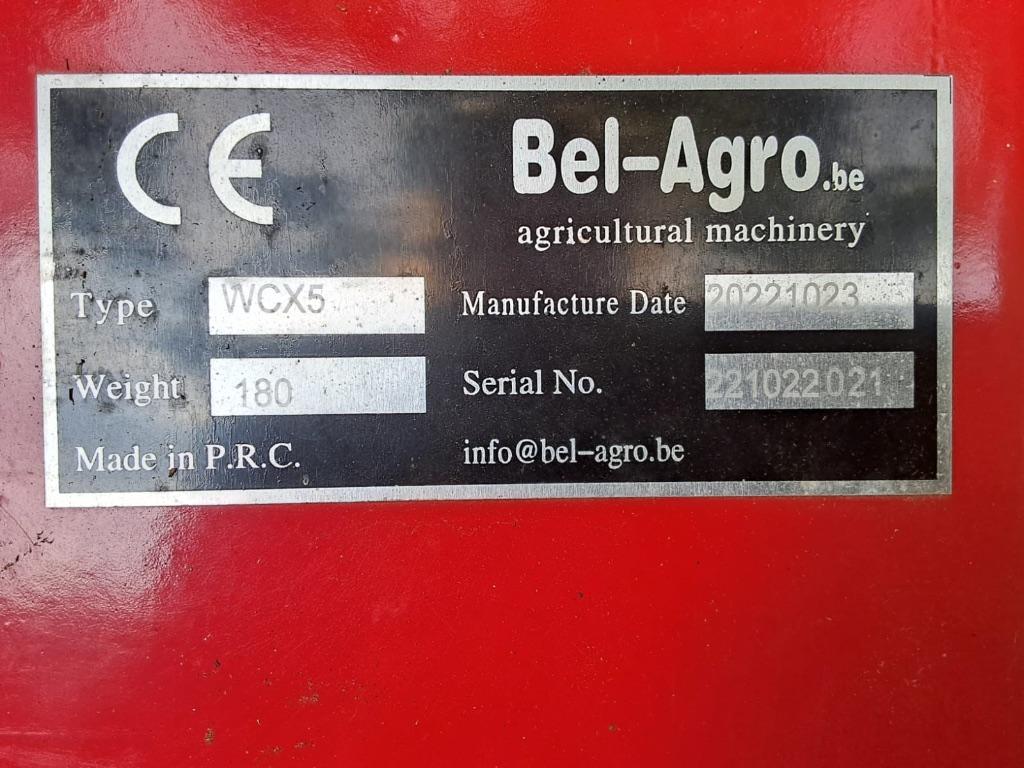 CE
Bel-Agro.be
agricultural machinery
Type WCX5
Manufacture Date 20221023
Weight 180
Serial No. 221022021
Made in P.R.C.
info@bel-agro.be